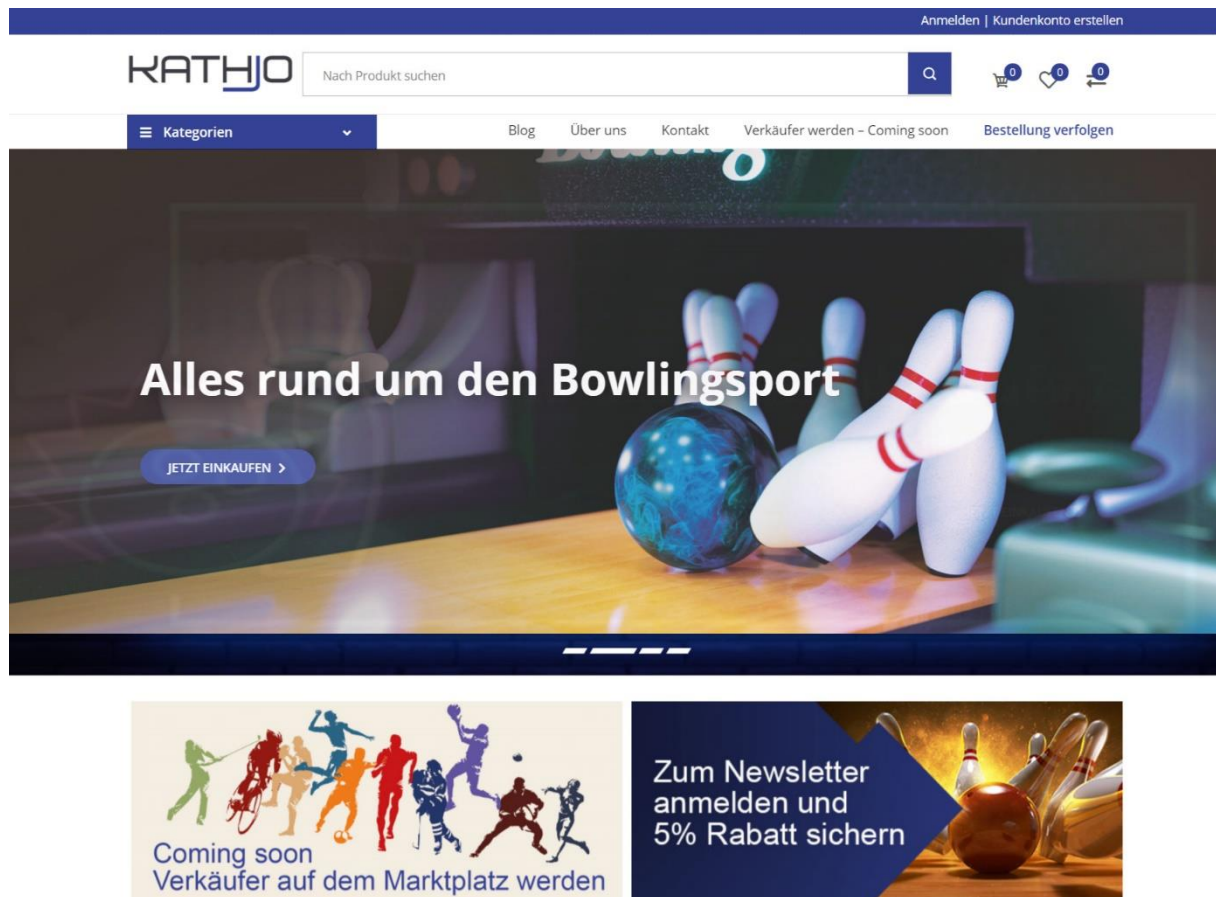 Anmelden | Kundenkonto erstellen
KATHJO
Nach Produkt suchen
0 0 0
Kategorien
Blog Über uns Kontakt Verkäufer werden – Coming soon Bestellung verfolgen
Bowling
Alles rund um den Bowlingsport
JETZT EINKAUFEN >
Coming soon
Verkäufer auf dem Marktplatz werden
Zum Newsletter
anmelden und
5% Rabatt sichern